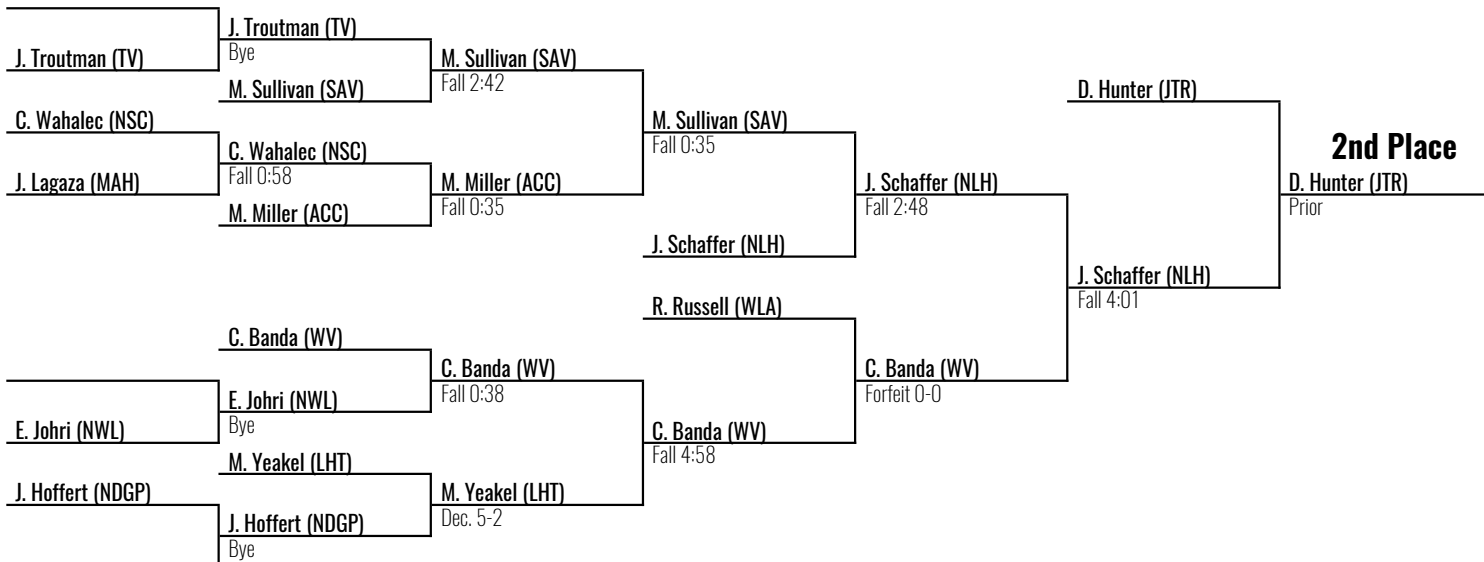 J. Troutman (TV)
J. Troutman (TV)
Bye
M. Sullivan (SAV)
M. Sullivan (SAV)
Fall 2:42
C. Wahalec (NSC)
J. Lagaza (MAH)
C. Wahalec (NSC)
Fall 0:58
M. Miller (ACC)
M. Miller (ACC)
Fall 0:35
M. Sullivan (SAV)
Fall 0:35
J. Schaffer (NLH)
J. Schaffer (NLH)
Fall 2:48
D. Hunter (JTR)
2nd Place
D. Hunter (JTR)
Prior
J. Schaffer (NLH)
Fall 4:01
R. Russell (WLA)
C. Banda (WV)
Forfeit 0-0
C. Banda (WV)
C. Banda (WV)
Fall 0:38
E. Johri (NWL)
E. Johri (NWL)
Bye
C. Banda (WV)
Fall 4:58
M. Yeakel (LHT)
M. Yeakel (LHT)
Dec. 5-2
J. Hoffert (NDGP)
J. Hoffert (NDGP)
Bye